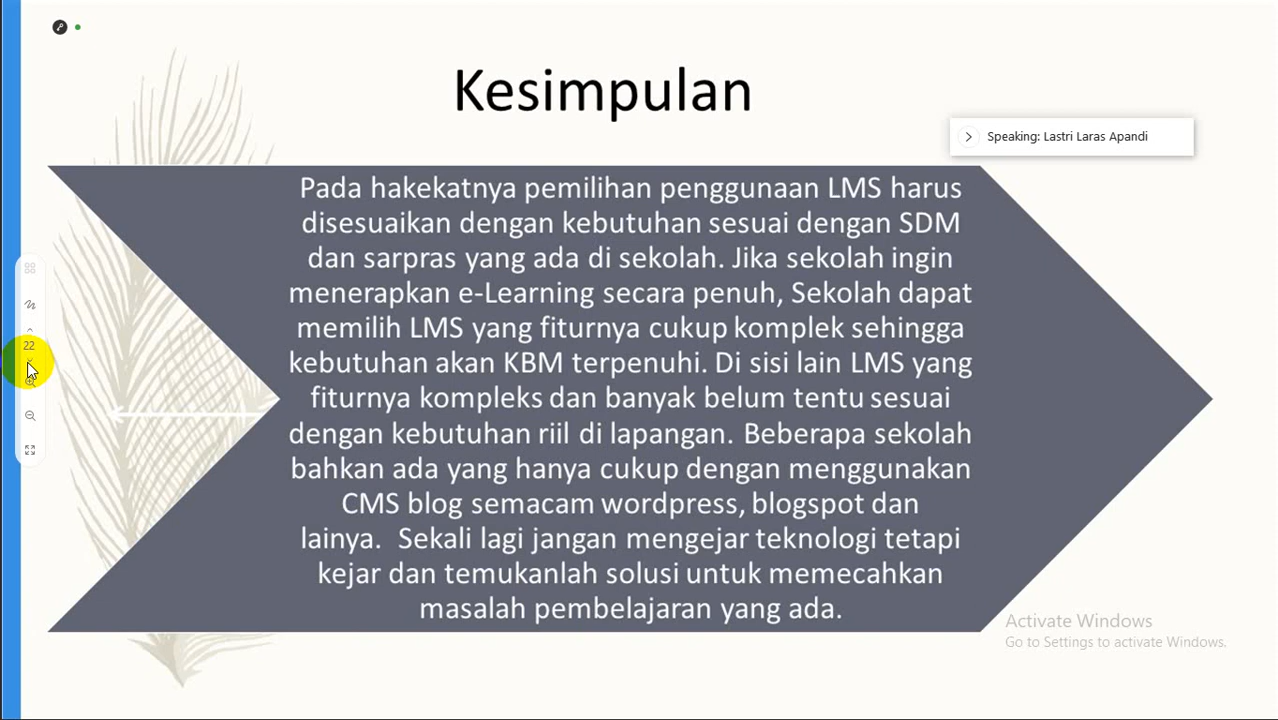 Kesimpulan
Speaking: Lastri Laras Apandi
Pada hakekatnya pemilihan penggunaan LMS harus
disesuaikan dengan kebutuhan sesuai dengan SDM
dan sarpras yang ada di sekolah. Jika sekolah ingin
menerapkan e-Learning secara penuh, Sekolah dapat
memilih LMS yang fiturnya cukup komplek sehingga
kebutuhan akan KBM terpenuhi. Di sisi lain LMS yang
fiturnya kompleks dan banyak belum tentu sesuai
dengan kebutuhan riil di lapangan. Beberapa sekolah
bahkan ada yang hanya cukup dengan menggunakan
CMS blog semacam wordpress, blogspot dan
lainya.  Sekali lagi jangan mengejar teknologi tetapi
kejar dan temukanlah solusi untuk memecahkan
masalah pembelajaran yang ada.
22
Activate Windows
Go to Settings to activate Windows.